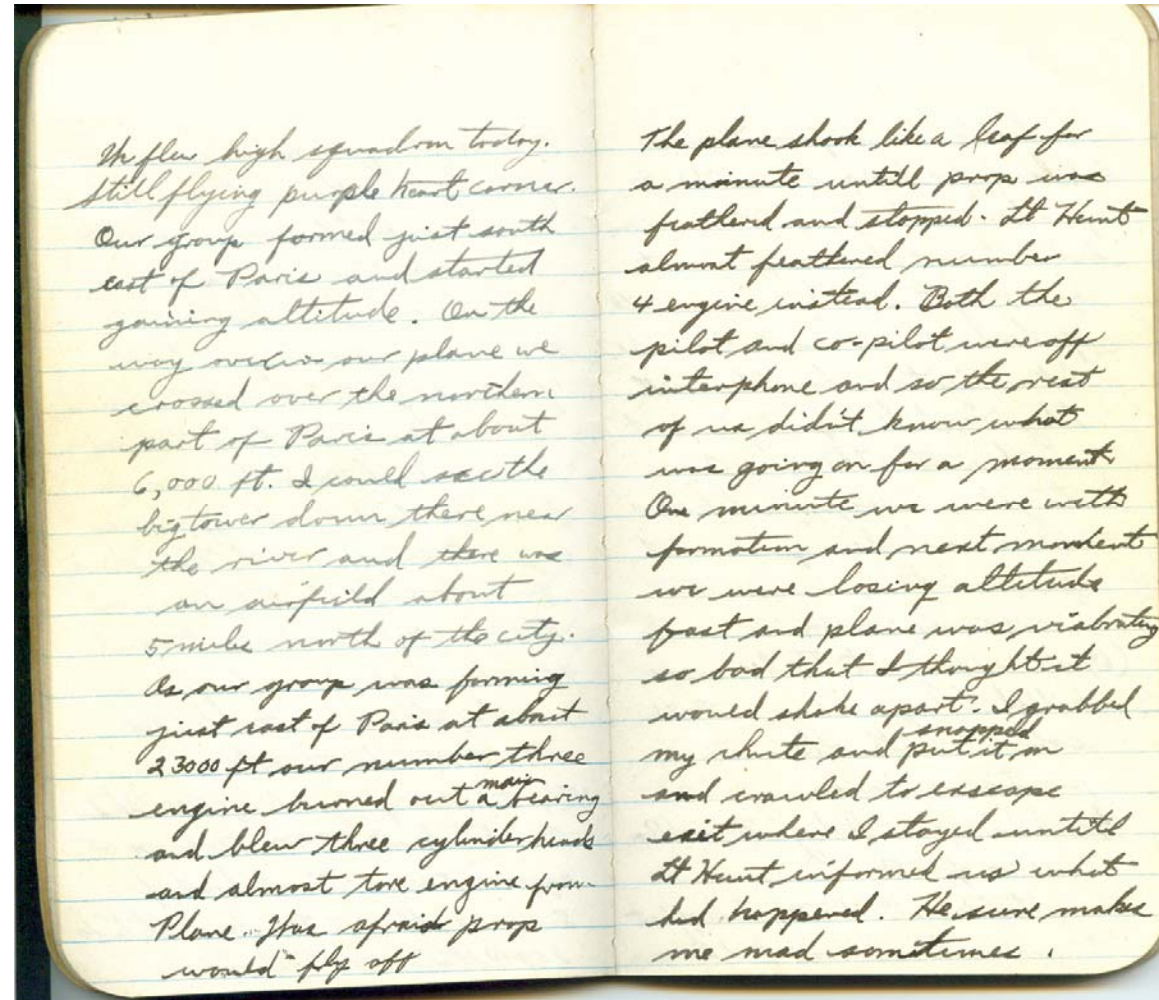 We flew high squadron today.
Still flying purple heart corner.
Our group formed just south
east of Paris and started
gaining altitude. On the
way over in our plane we
crossed over the northern
part of Paris at about
6,000 ft. I could see the
big tower down there near
the river and there was
an airfield about
5 miles north of the city.
As our group was forming
just east of Paris at about
23000 ft our number three
main
engine burned out a bearing
and blew three cylinder heads
and almost tore engine from
Plane. Was afraid prop
would fly off
The plane shook like a leaf for
a minute untill prop was
feathered and stopped. Lt Hunt
almost feathered number
4 engine instead. Both the
pilot and co-pilot were off
interphone and so the rest
of us didn't know what
was going on for a moment.
One minute we were with
formation and next moment
we were losing altitude
fast and plane was viabrating
so bad that I thought it
would shake apart. I grabbed
snapped
my chute and put it on
and crawled to escape
exit where I stayed untill
Lt Hunt informed us what
had happened. He sure makes
me mad sometimes.